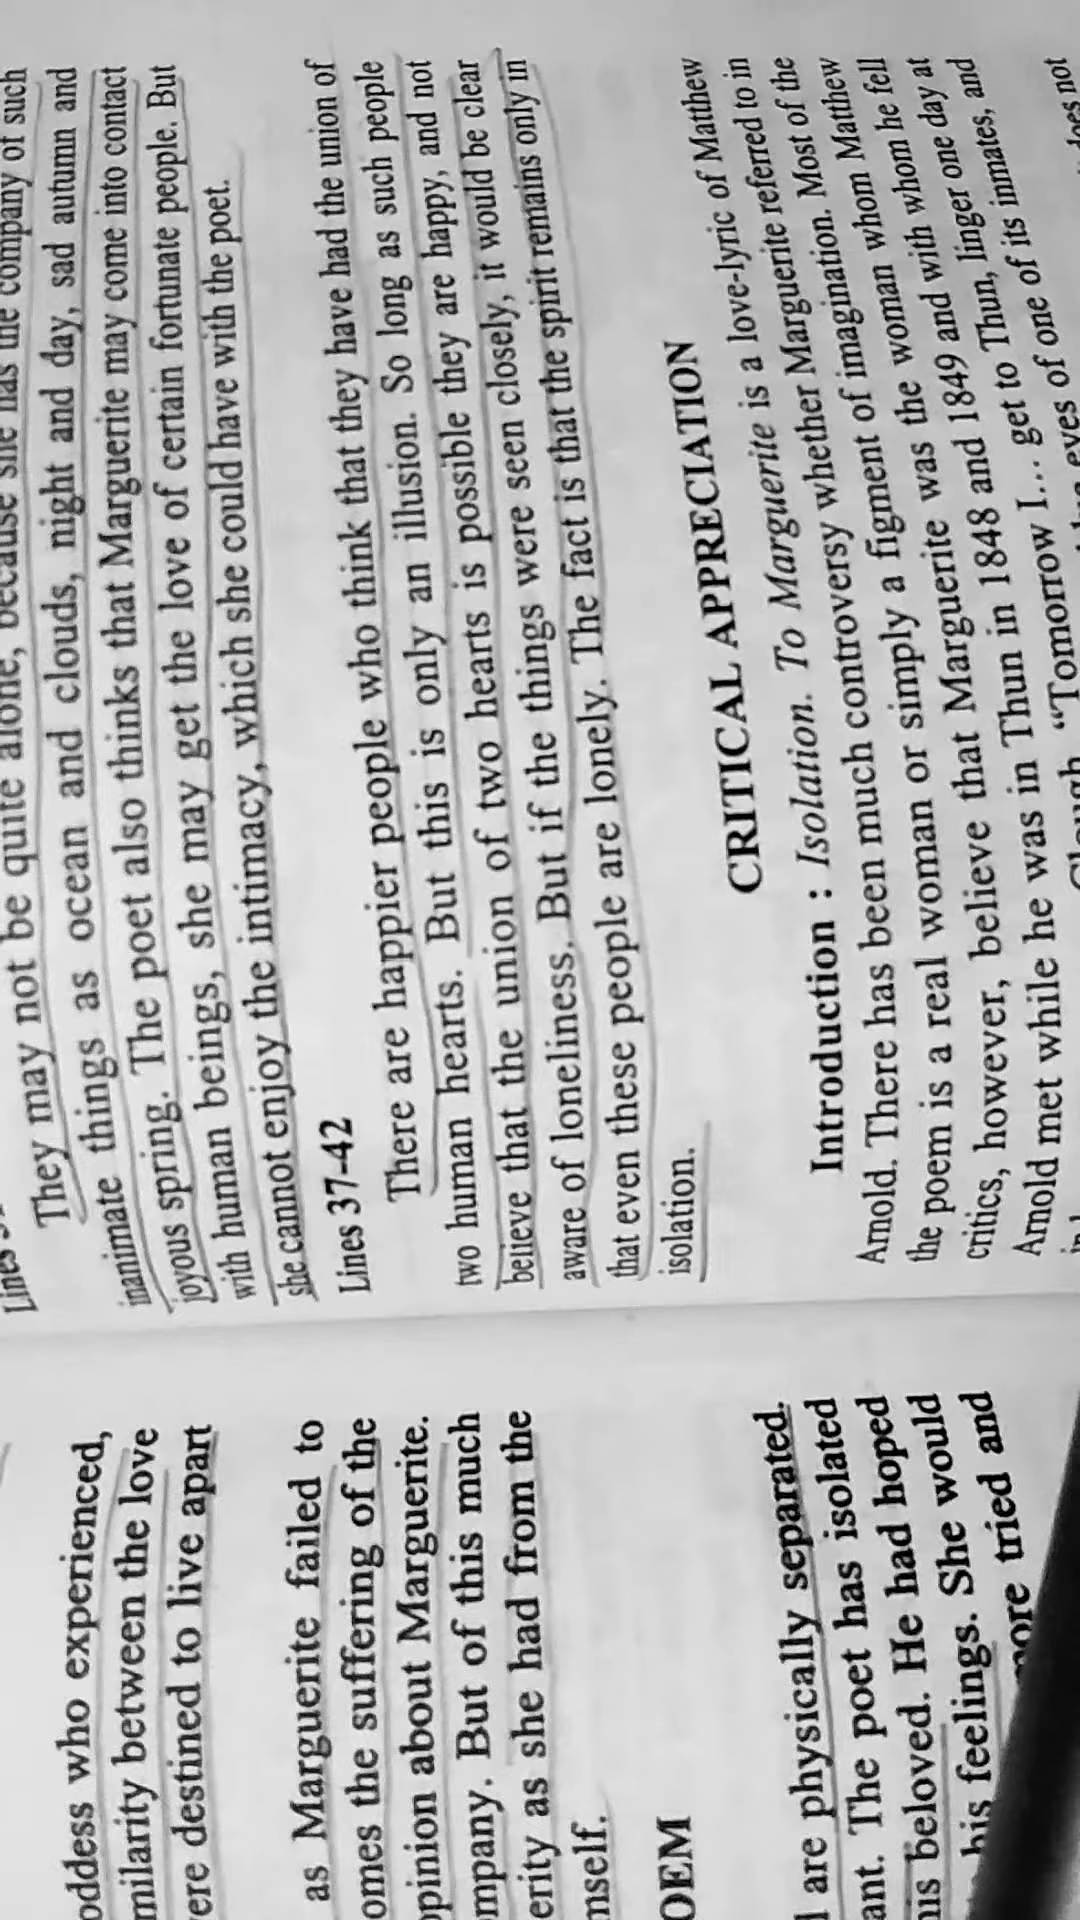 oddess who experienced,
milarity between the love
ere destined to live apart
as Marguerite failed to
omes the suffering of the
pinion about Marguerite.
mpany. But of this much
erity as she had from the
mself.
OEM
are physically separated.
ant. The poet has isolated
his beloved. He had hoped
his feelings. She would
more tried and
Lines
They may not be quite alone, because she has the company of such
inanimate things as ocean and clouds, night and day, sad autumn and
joyous spring. The poet also thinks that Marguerite may come into contact
with human beings, she may get the love of certain fortunate people. But
she cannot enjoy the intimacy, which she could have with the poet.
Lines 37-42
There are happier people who think that they have had the union of
two human hearts. But this is only an illusion. So long as such people
believe that the union of two hearts is possible they are happy, and not
aware of loneliness. But if the things were seen closely, it would be clear
that even these people are lonely. The fact is that the spirit remains only in
isolation.
CRITICAL APPRECIATION
Introduction : Isolation. To Marguerite is a love-lyric of Matthew
Arnold. There has been much controversy whether Marguerite referred to in
the poem is a real woman or simply a figment of imagination. Most of the
critics, however, believe that Marguerite was the woman whom Mathew
Arnold met while he was in Thun in 1848 and 1849 and with whom he fell
"Tomorrow I... get to Thun, linger one day at
eyes of one of its inmates, and
does not